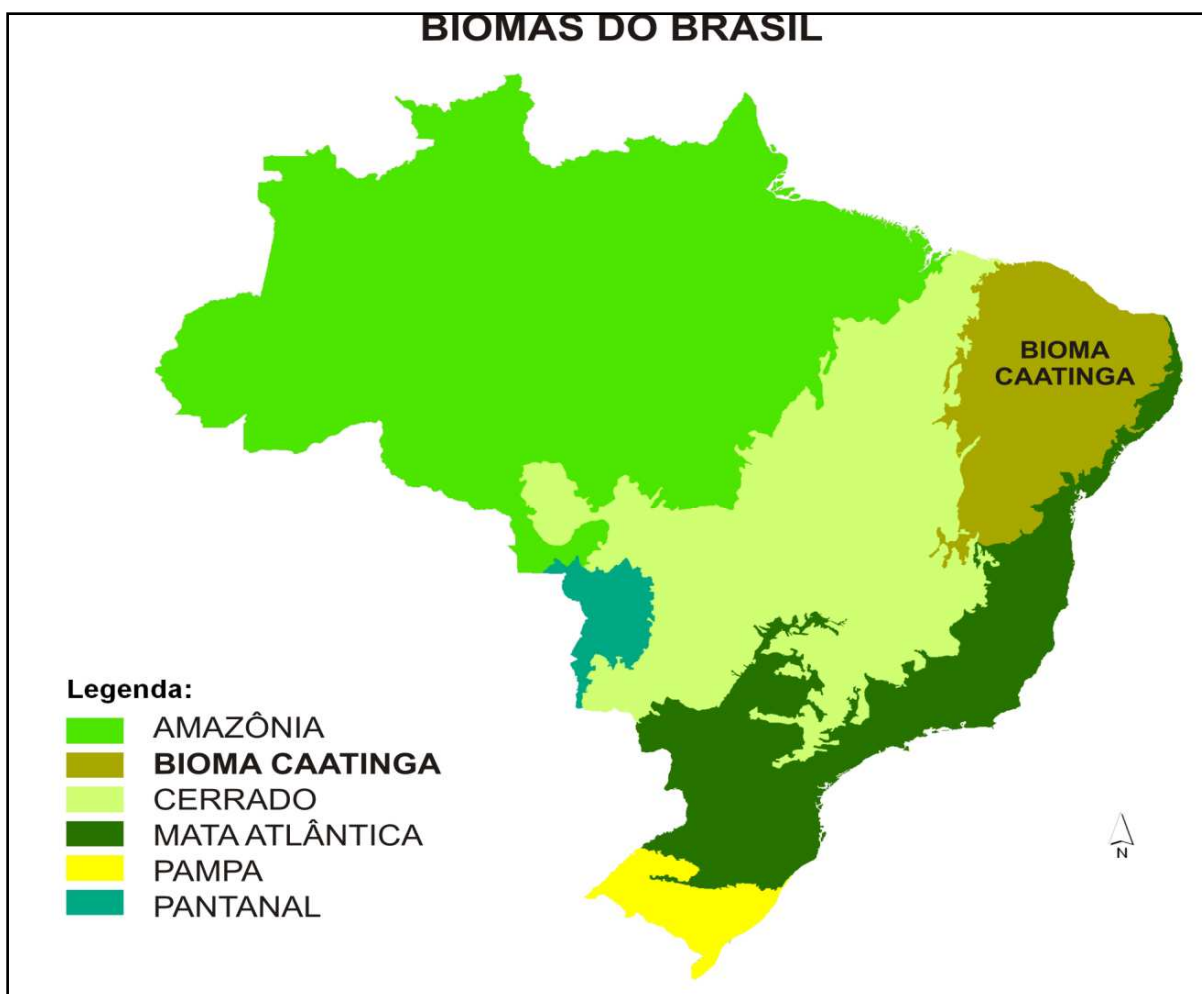 BIOMAS DO BRASIL
BIOMA
CAATINGA
Legenda:
AMAZÔNIA
BIOMA CAATINGA
CERRADO
MATA ATLÂNTICA
PAMPA
PANTANAL
N